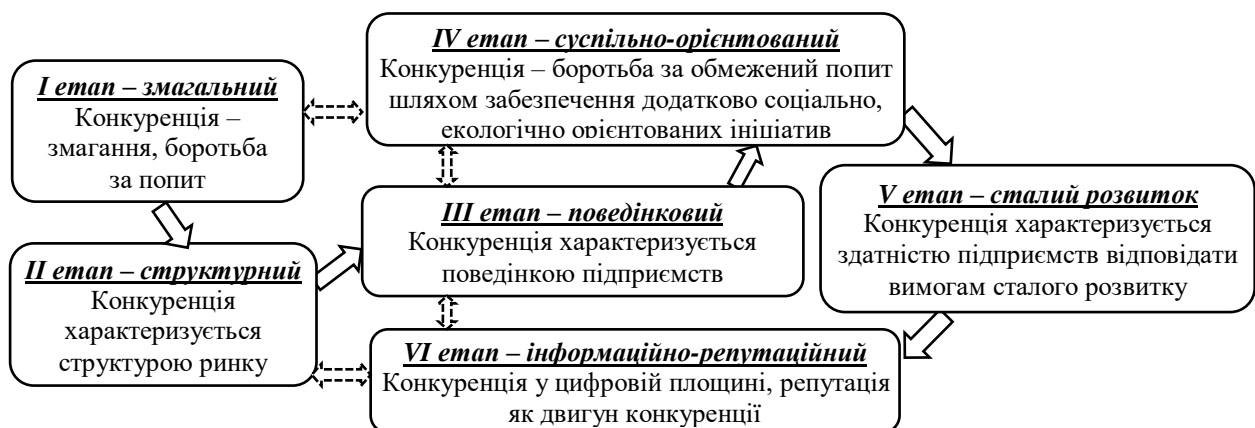 I етап – змагальний
Конкуренція –
змагання, боротьба
за попит
II етап – структурний
Конкуренція
характеризується
структурою ринку
III етап – поведінковий
Конкуренція характеризується
поведінкою підприємств
IV етап – суспільно-орієнтований
Конкуренція – боротьба за обмежений попит
шляхом забезпечення додатково соціально,
екологічно орієнтованих ініціатив
V етап – сталий розвиток
Конкуренція характеризується
здатністю підприємств відповідати
вимогам сталого розвитку
VI етап – інформаційно-репутаційний
Конкуренція у цифровій площині, репутація
як двигун конкуренції